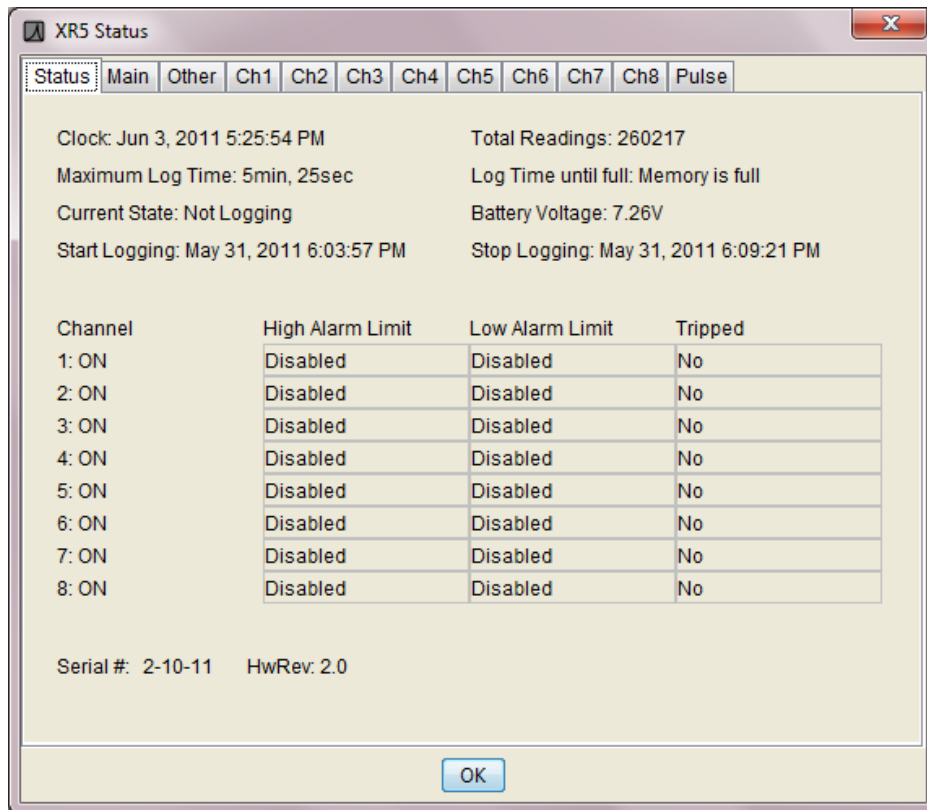 XR5 Status
Status Main Other Ch1 Ch2 Ch3 Ch4 Ch5 Ch6 Ch7 Ch8 Pulse
Clock: Jun 3, 2011 5:25:54 PM Total Readings: 260217
Maximum Log Time: 5min, 25sec Log Time until full: Memory is full
Current State: Not Logging Battery Voltage: 7.26V
Start Logging: May 31, 2011 6:03:57 PM Stop Logging: May 31, 2011 6:09:21 PM
Channel High Alarm Limit Low Alarm Limit Tripped
1: ON Disabled Disabled No
2: ON Disabled Disabled No
3: ON Disabled Disabled No
4: ON Disabled Disabled No
5: ON Disabled Disabled No
6: ON Disabled Disabled No
7: ON Disabled Disabled No
8: ON Disabled Disabled No
Serial #: 2-10-11 HwRev: 2.0
OK